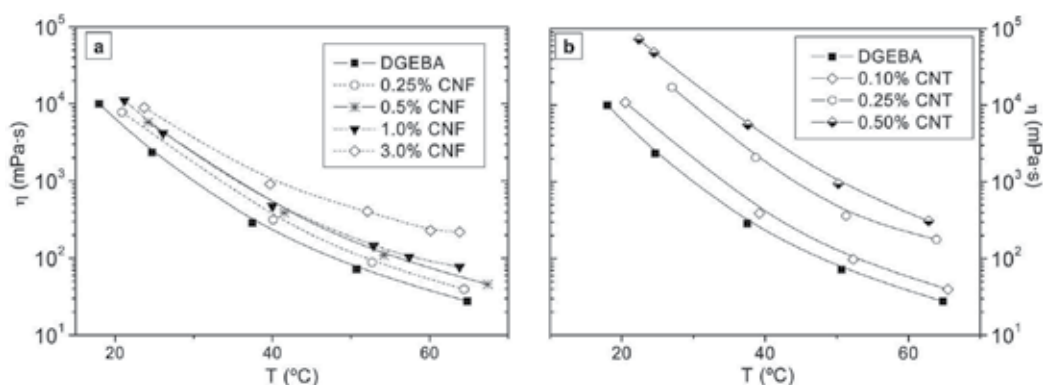 a
10⁵
10⁴
10³
10²
10¹
η (mPa·s)
DGEBA
0.25% CNF
0.5% CNF
1.0% CNF
3.0% CNF
20
40
60
T (ºC)
b
DGEBA
0.10% CNT
0.25% CNT
0.50% CNT
10⁵
10⁴
10³
10²
10¹
η (mPa·s)
20
40
60
T (ºC)